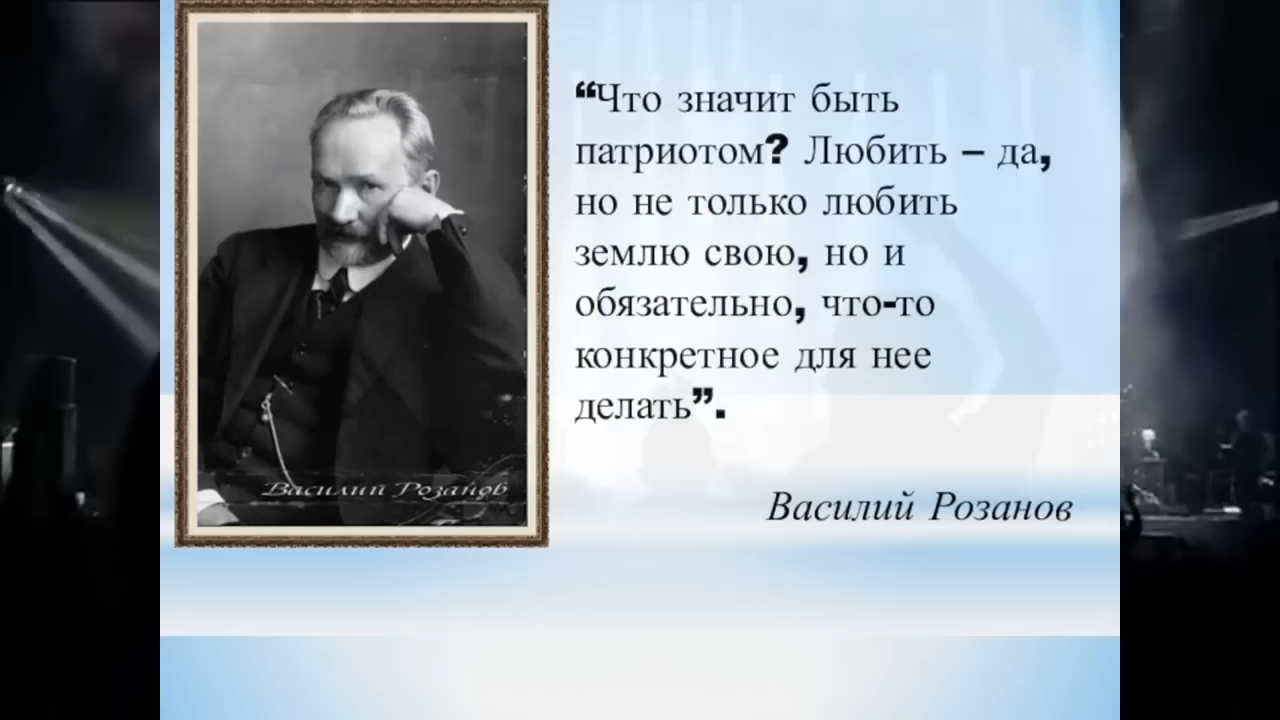 “Что значит быть
патриотом? Любить – да,
но не только любить
землю свою, но и
обязательно, что-то
конкретное для нее
делать”.
Василий Розанов
Василий Розанов